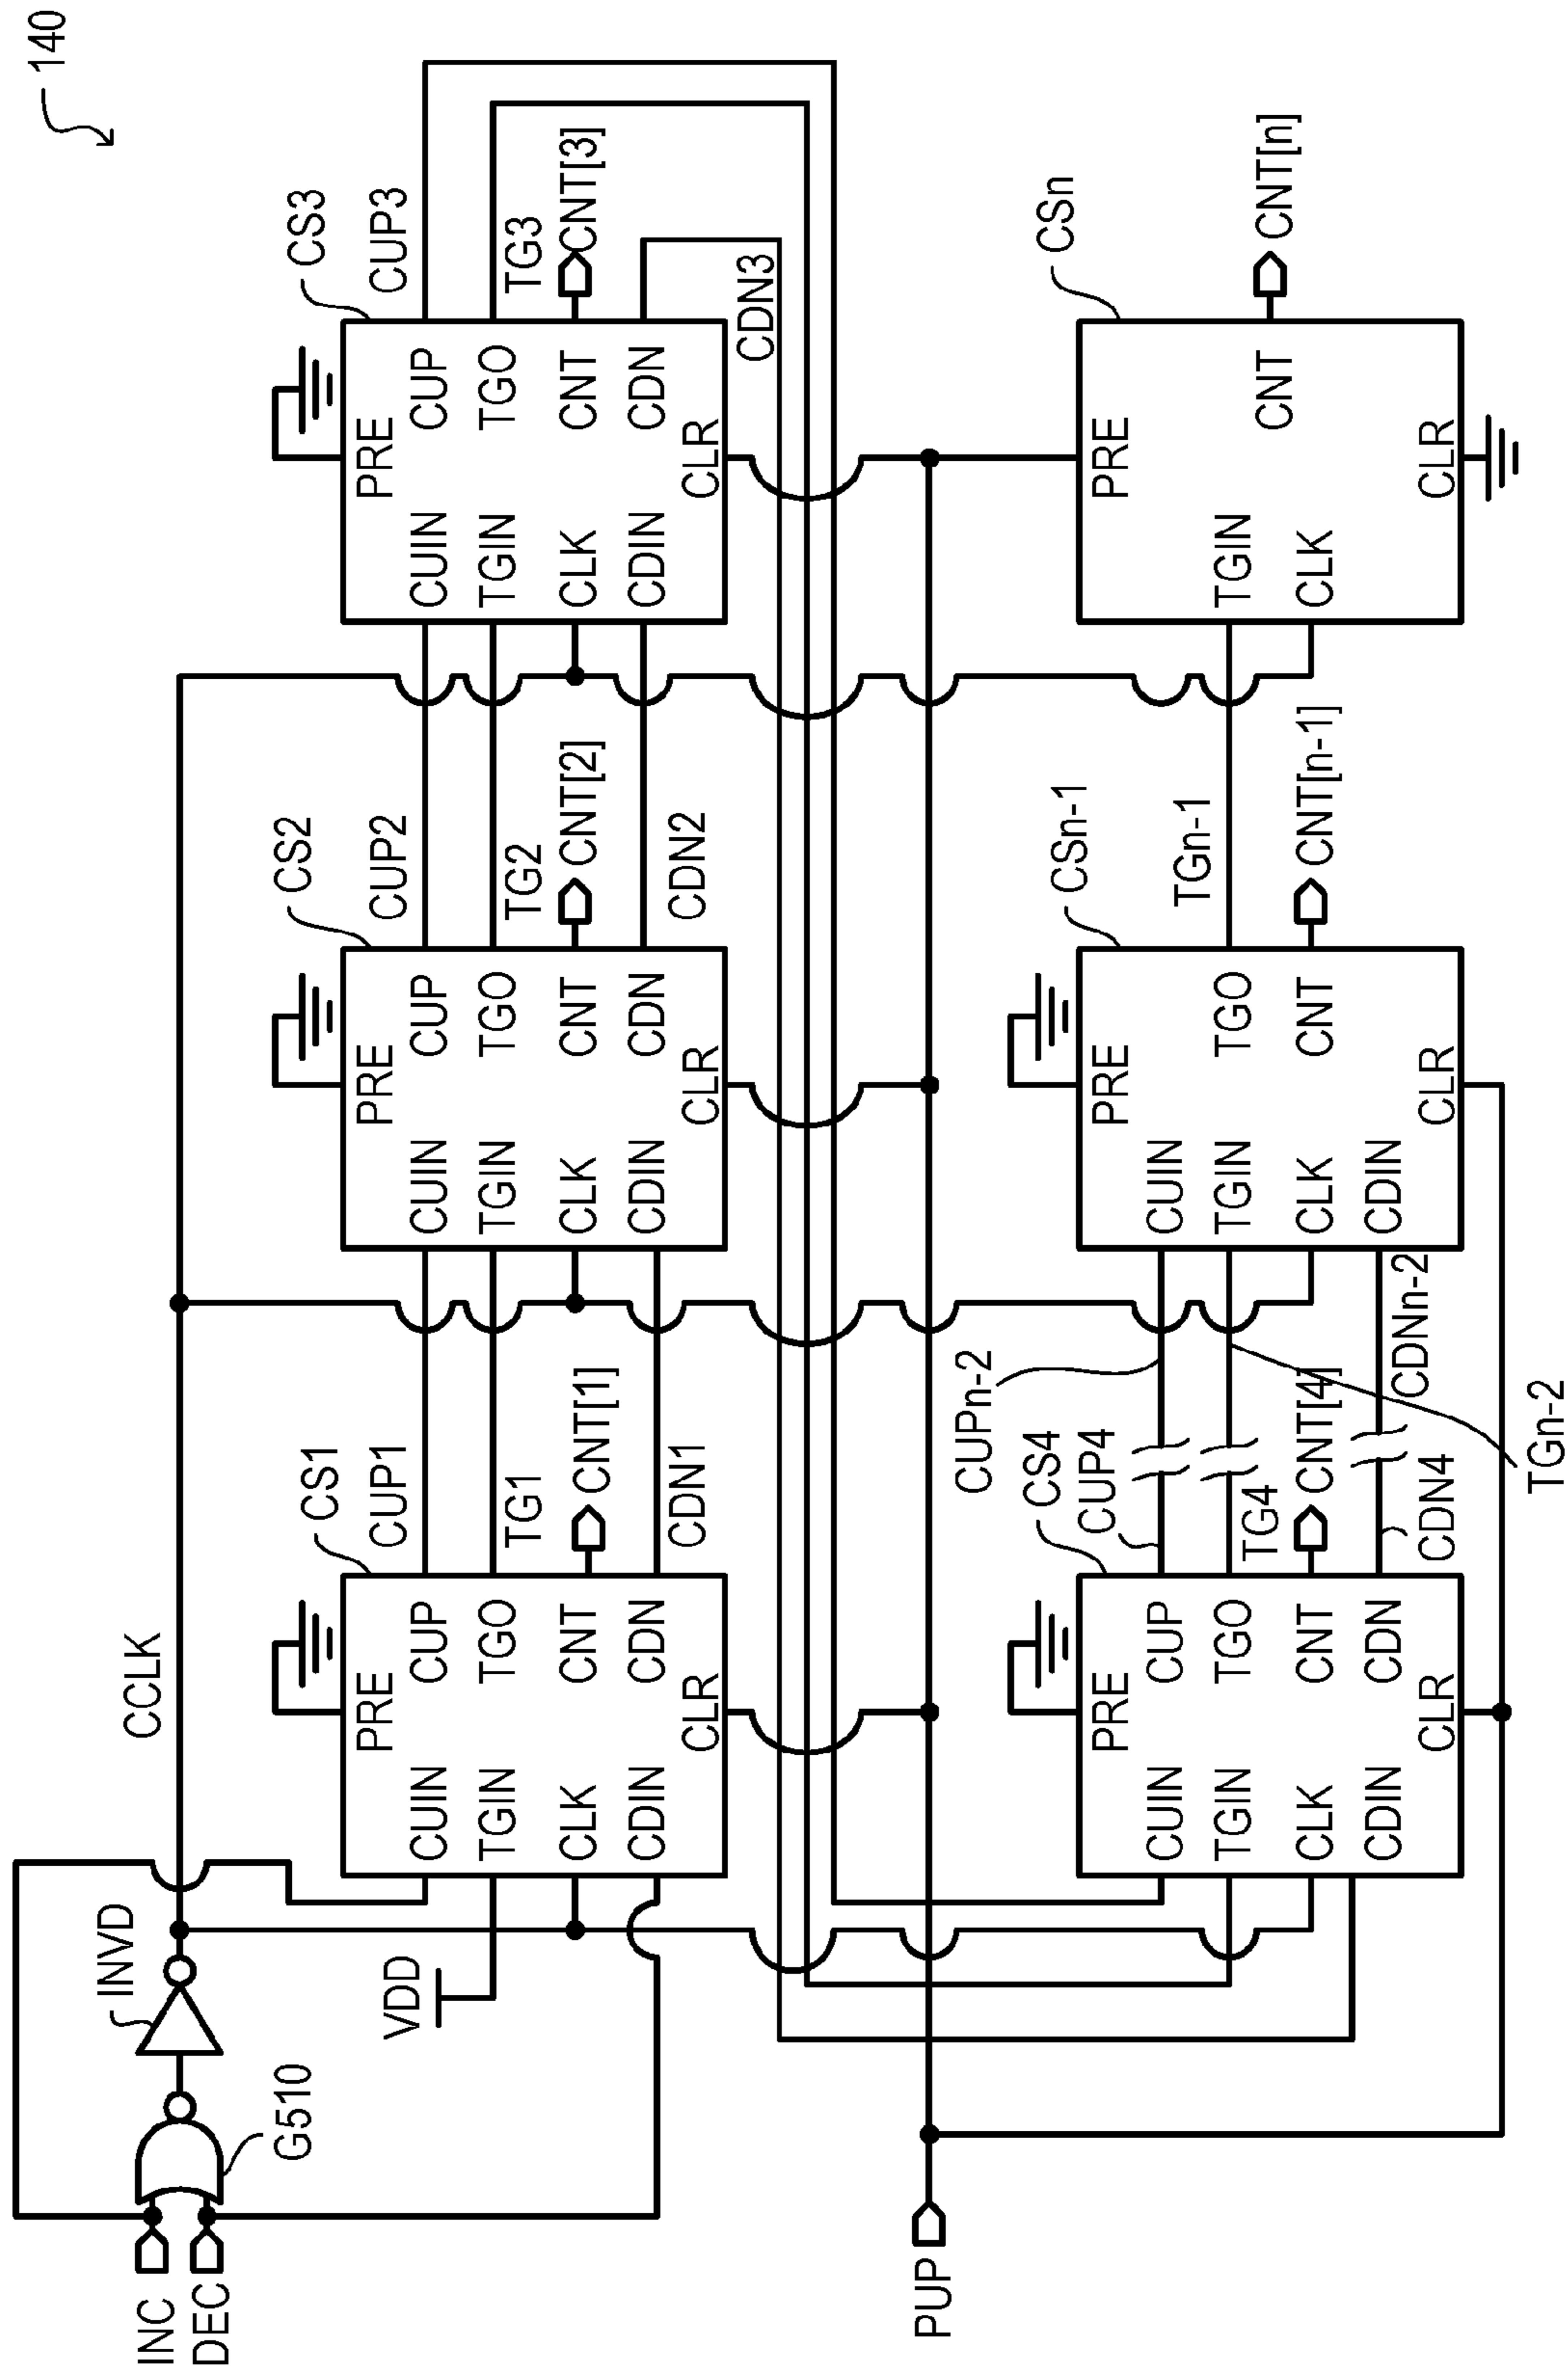 140
INC
DEC
G510
INVD
CCLK
VDD
CS1
PRE
CUIN
CUP
TGIN
TGO
CLK
CNT
CDIN
CDN
CLR
CUP1
TG1
CNT[1]
CDN1
CS2
PRE
CUIN
CUP
TGIN
TGO
CLK
CNT
CDIN
CDN
CLR
CUP2
TG2
CNT[2]
CDN2
CS3
PRE
CUIN
CUP
TGIN
TGO
CLK
CNT
CDIN
CDN
CLR
CUP3
TG3
CNT[3]
CDN3
PUP
CS4
PRE
CUIN
CUP
TGIN
TGO
CLK
CNT
CDIN
CDN
CLR
CUP4
TG4
CNT[4]
CDN4
CUPn-2
TGn-2
CDNn-2
CSn-1
PRE
CUIN
TGIN
TGO
CLK
CNT
CDIN
CLR
TGn-1
CNT[n-1]
CSn
PRE
TGIN
CNT
CLK
CLR
CNT[n]